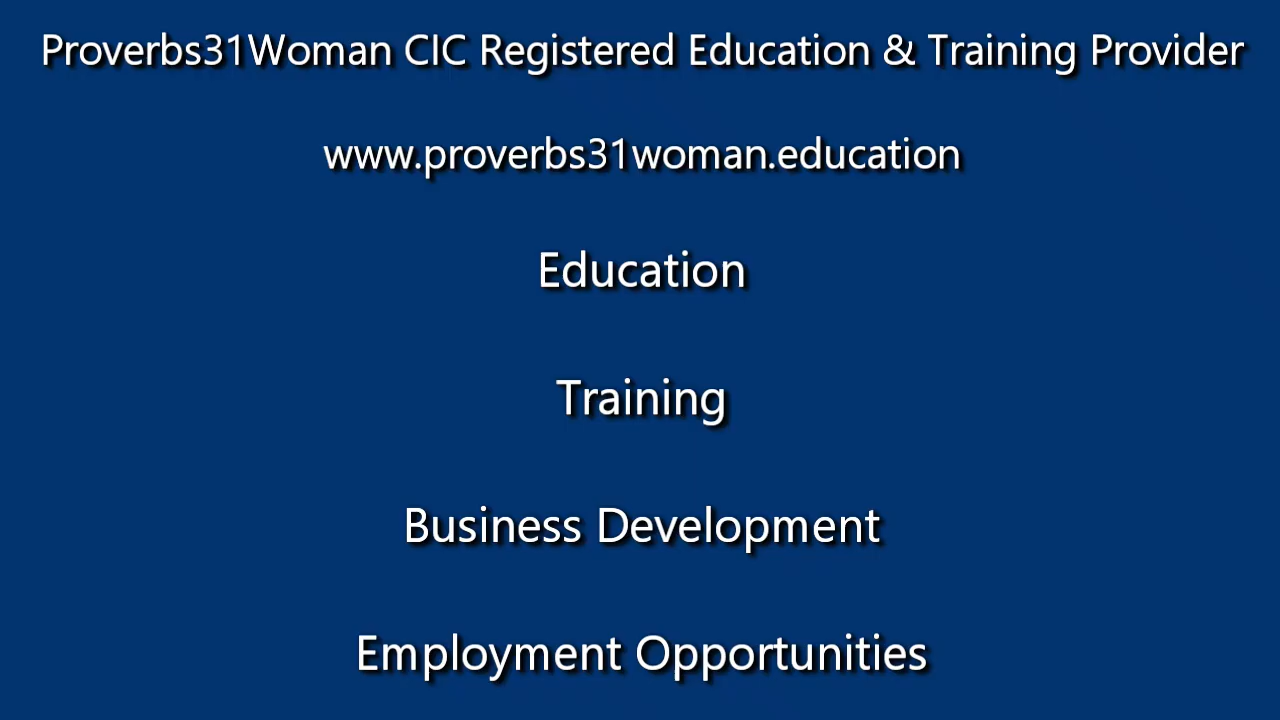 Proverbs31Woman CIC Registered Education & Training Provider
www.proverbs31woman.education
Education
Training
Business Development
Employment Opportunities